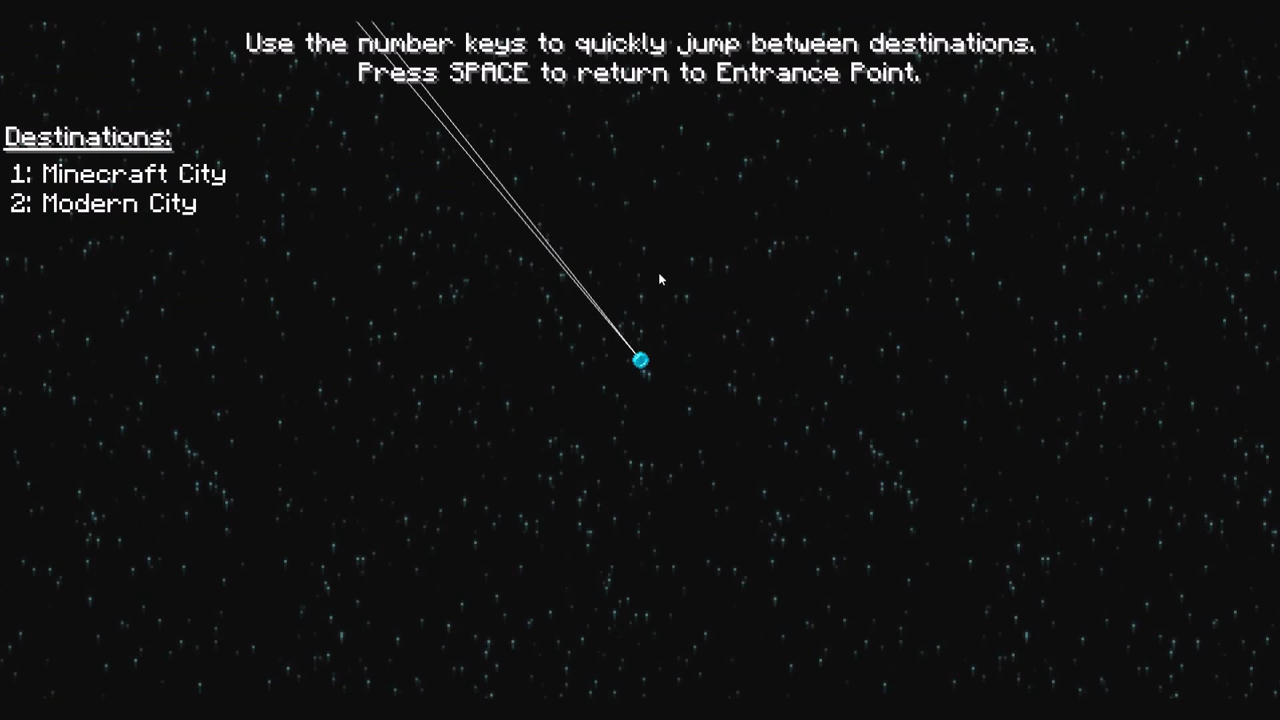 Use the number keys to quickly jump between destinations.
Press SPACE to return to Entrance Point.
Destinations:
1: Minecraft City
2: Modern City